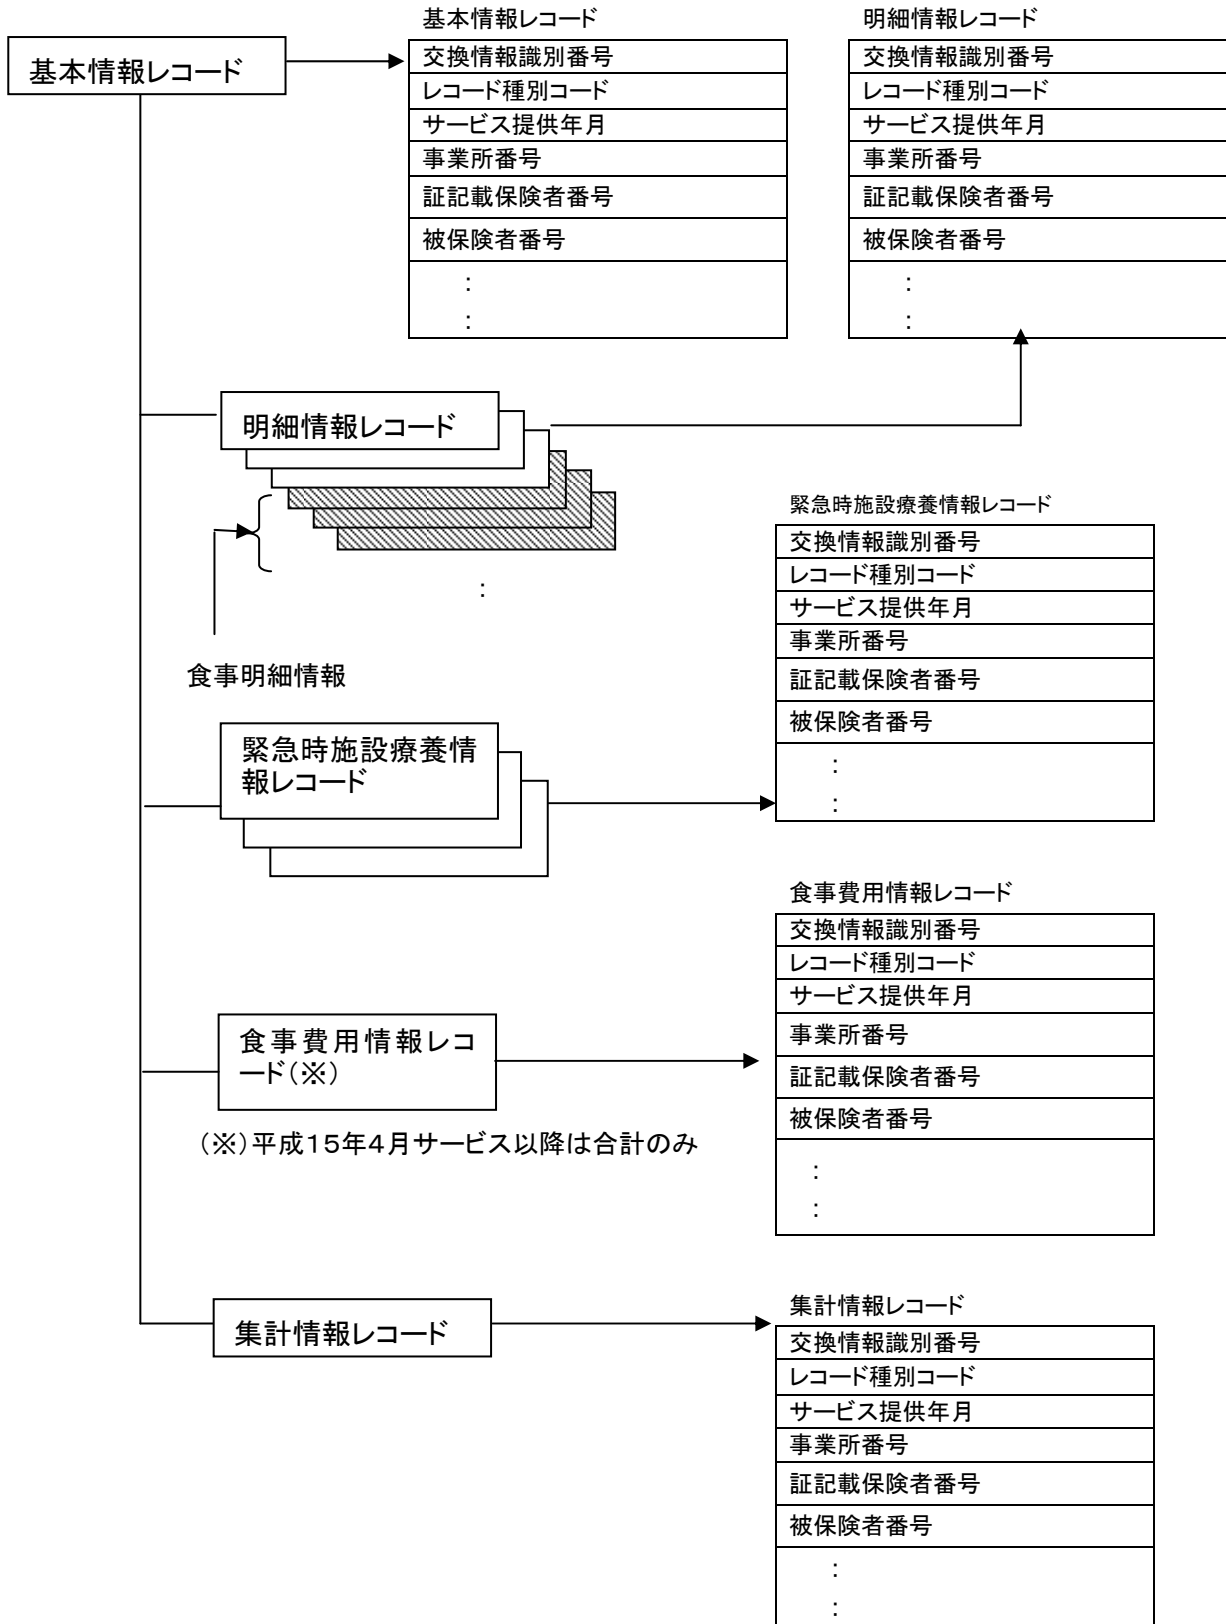 基本情報レコード
基本情報レコード
交換情報識別番号
レコード種別コード
サービス提供年月
事業所番号
証記載保険者番号
被保険者番号
:
:
明細情報レコード
交換情報識別番号
レコード種別コード
サービス提供年月
事業所番号
証記載保険者番号
被保険者番号
:
:
明細情報レコード
:
食事明細情報
緊急時施設療養情報レコード
交換情報識別番号
レコード種別コード
サービス提供年月
事業所番号
証記載保険者番号
被保険者番号
:
:
緊急時施設療養情
報レコード
食事費用情報レコード
交換情報識別番号
レコード種別コード
サービス提供年月
事業所番号
証記載保険者番号
被保険者番号
:
:
食事費用情報レコ
ード(※)
(※)平成15年4月サービス以降は合計のみ
集計情報レコード
集計情報レコード
交換情報識別番号
レコード種別コード
サービス提供年月
事業所番号
証記載保険者番号
被保険者番号
:
: